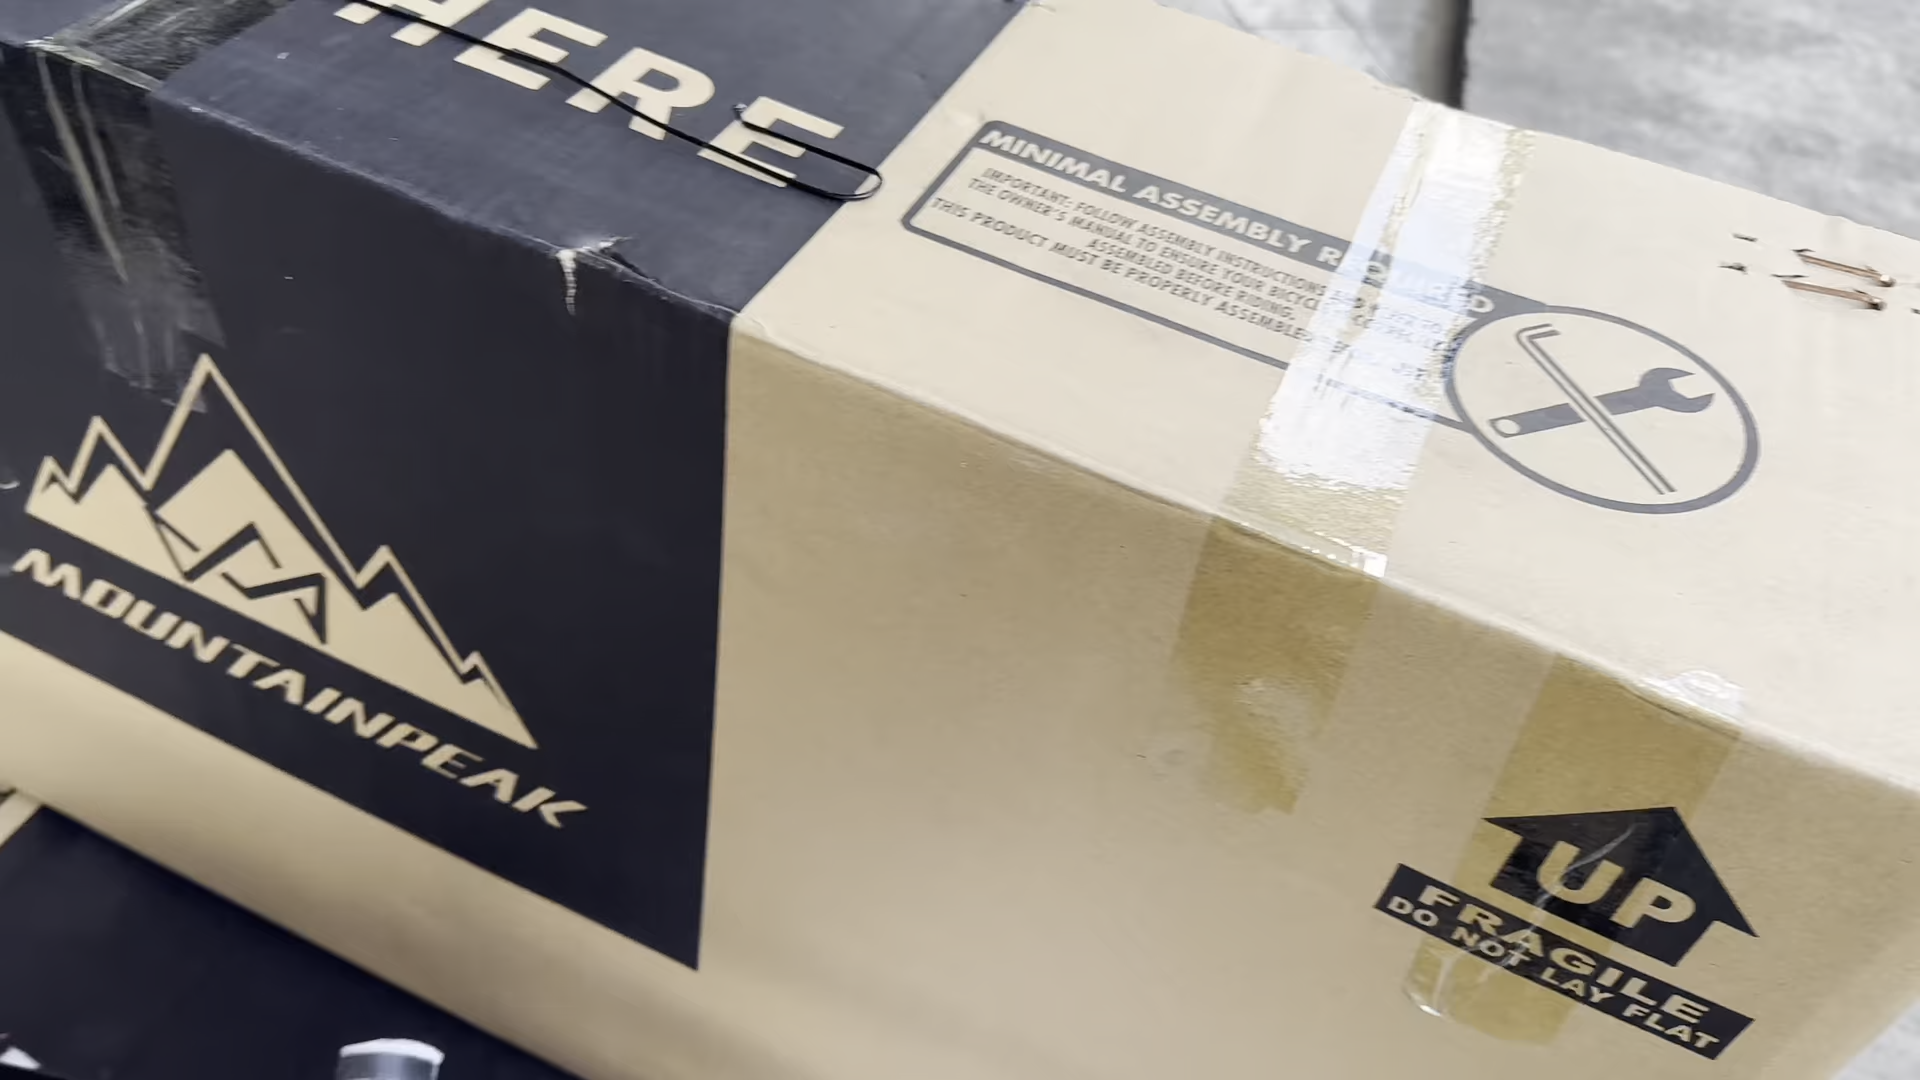 HERE
MINIMAL ASSEMBLY REQUIRED
IMPORTANT: FOLLOW ASSEMBLY INSTRUCTIONS
THE OWNER'S MANUAL TO ENSURE YOUR BICYCLE
ASSEMBLED BEFORE RIDING,
THIS PRODUCT MUST BE PROPERLY ASSEMBLED
MOUNTAINPEAK
UP
FRAGILE
DO NOT LAY FLAT